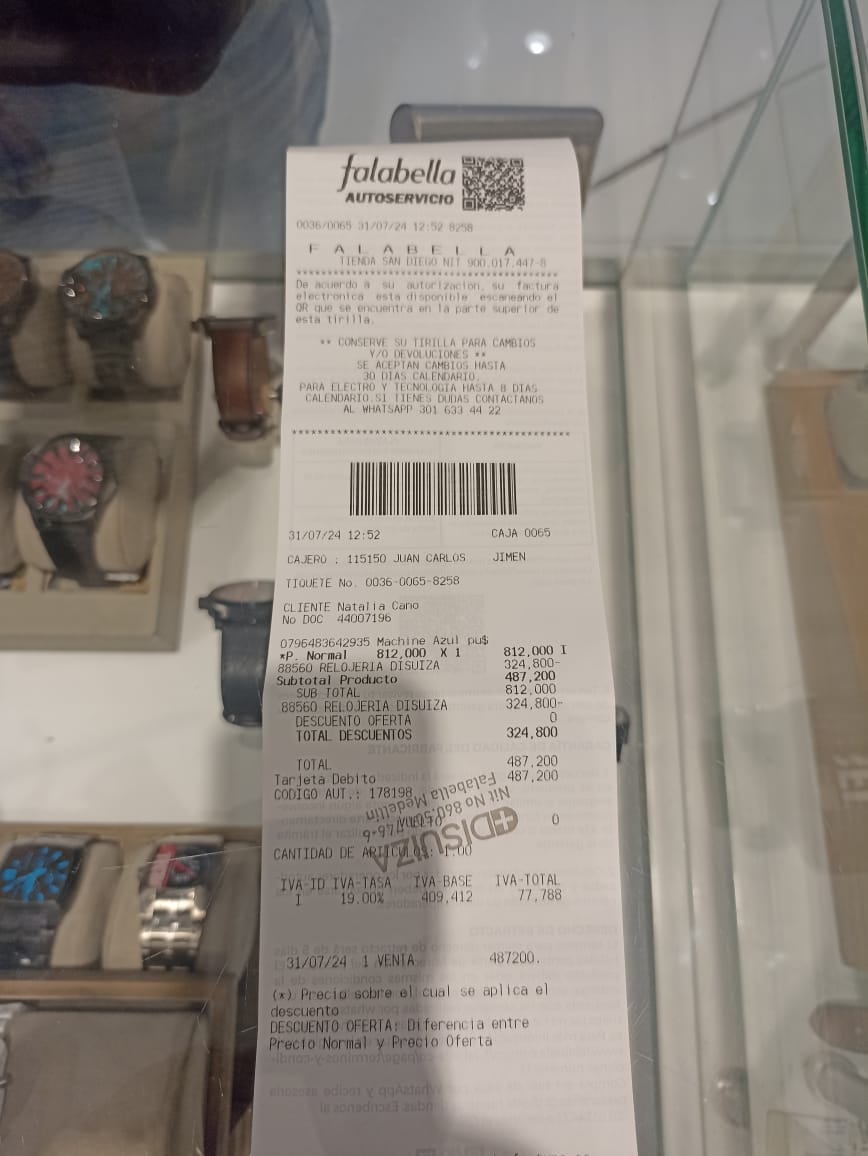 falabella
AUTOSERVICIO
0036/0065 31/07/24 12:52 8258
F A L A B E L L A
TIENDA SAN DIEGO NIT 900.017.447-8
******************************************
De acuerdo a su autorizacion, su factura
electronica esta disponible escaneando el
QR que se encuentra en la parte superior de
esta tirilla.
** CONSERVE SU TIRILLA PARA CAMBIOS
Y/O DEVOLUCIONES **
SE ACEPTAN CAMBIOS HASTA
30 DIAS CALENDARIO.
PARA ELECTRO Y TECNOLOGIA HASTA 8 DIAS
CALENDARIO.SI TIENES DUDAS CONTACTANOS
AL WHATSAPP 301 633 44 22
******************************************
31/07/24 12:52 CAJA 0065
CAJERO : 115150 JUAN CARLOS JIMEN
TIQUETE No. 0036-0065-8258
CLIENTE Natalia Cano
No DOC 44007196
0796483642935 Machine Azul pu$
*P. Normal 812,000 X 1 812,000 I
88560 RELOJERIA DISUIZA 324,800-
Subtotal Producto 487,200
SUB TOTAL 812,000
88560 RELOJERIA DISUIZA 324,800-
DESCUENTO OFERTA 0
TOTAL DESCUENTOS 324,800
TOTAL 487,200
Tarjeta Debito 487,200
CODIGO AUT.: 178198
VUELTO 0
CANTIDAD DE ARTICULOS: 1.00
DISUIZA
Nit No 860.
Falabella Medellín
IVA-ID IVA-TASA IVA-BASE IVA-TOTAL
I 19.00% 409,412 77,788
31/07/24 1 VENTA 487200.
(*) Precio sobre el cual se aplica el
descuento
DESCUENTO OFERTA: Diferencia entre
Precio Normal y Precio Oferta